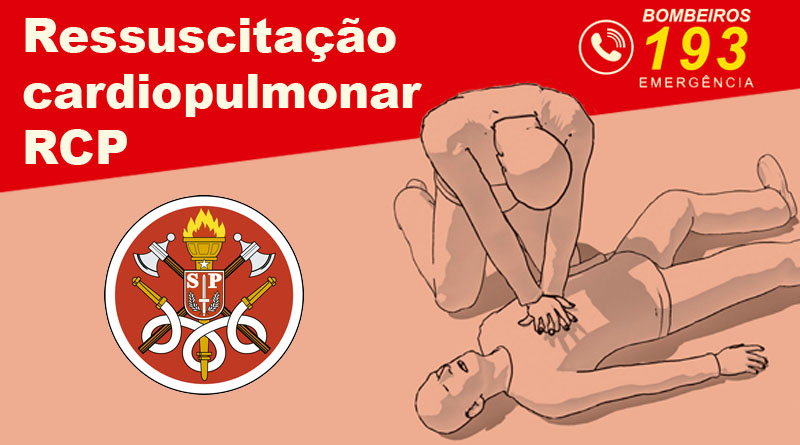 Ressuscitação
cardiopulmonar
RCP
BOMBEIROS
193
EMERGÊNCIA
S P